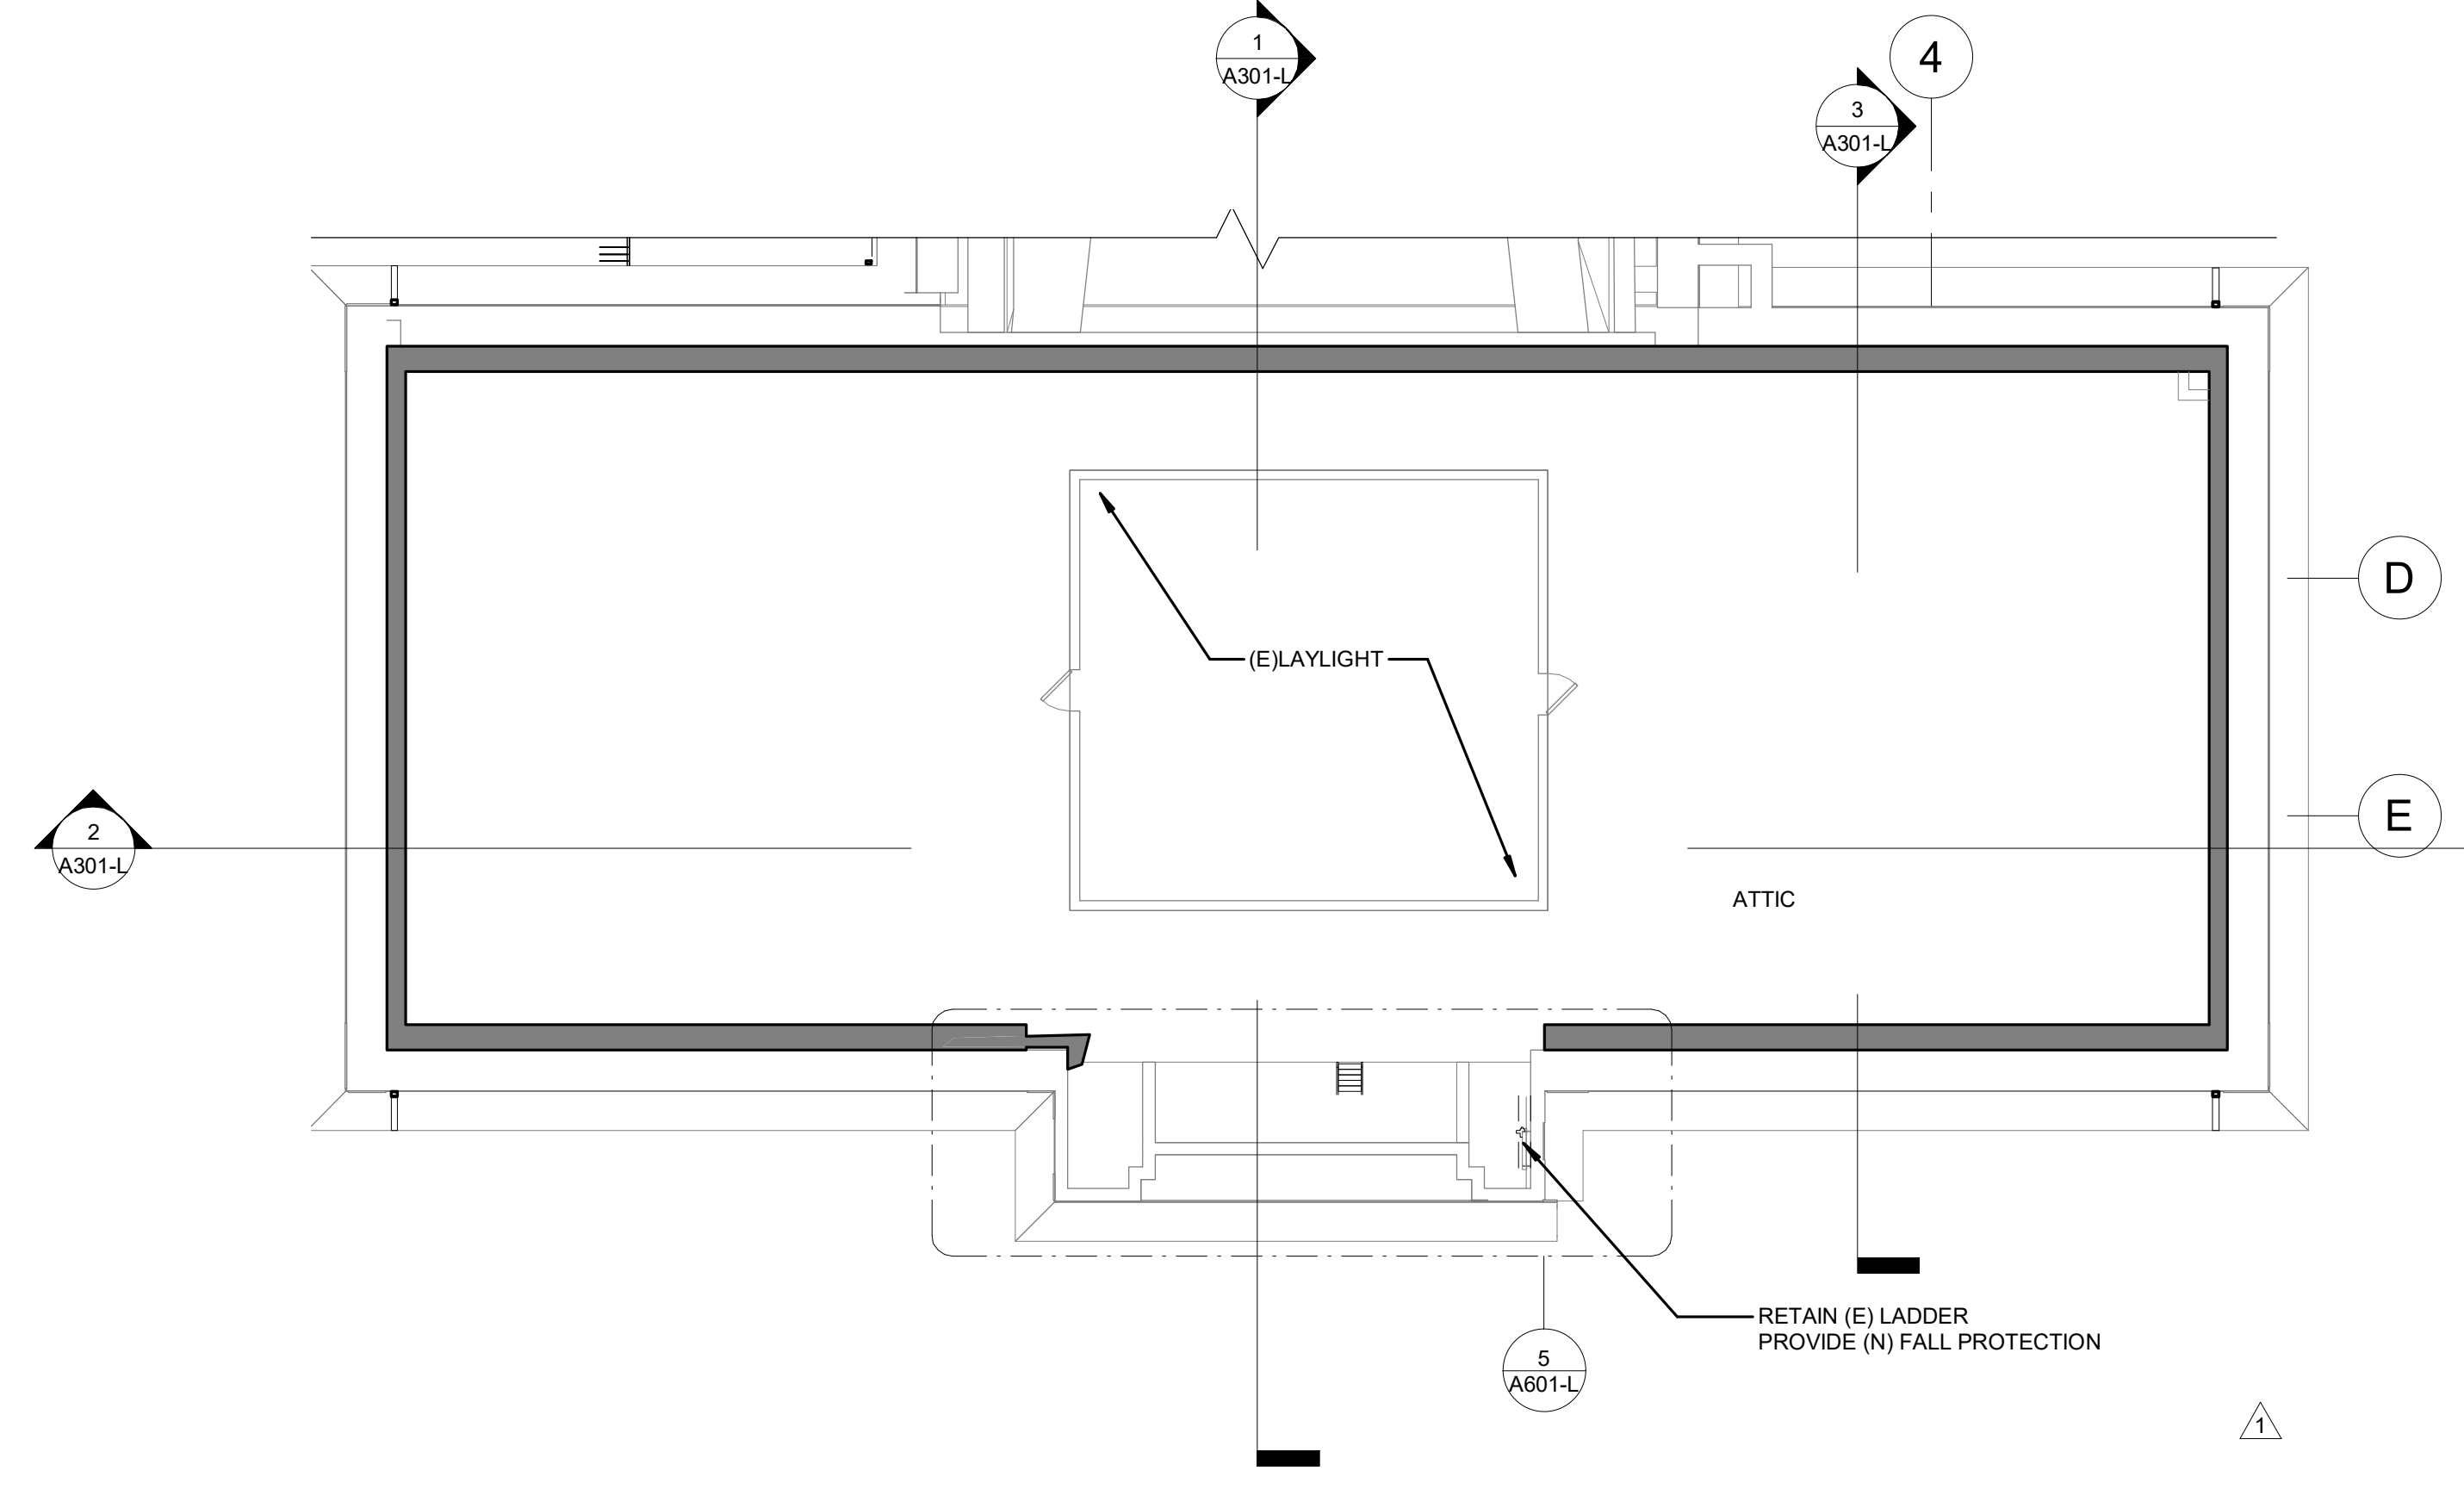 1
A301-L
4
3
A301-L
D
(E)LAYLIGHT
E
2
A301-L
ATTIC
RETAIN (E) LADDER
PROVIDE (N) FALL PROTECTION
5
A601-L
1